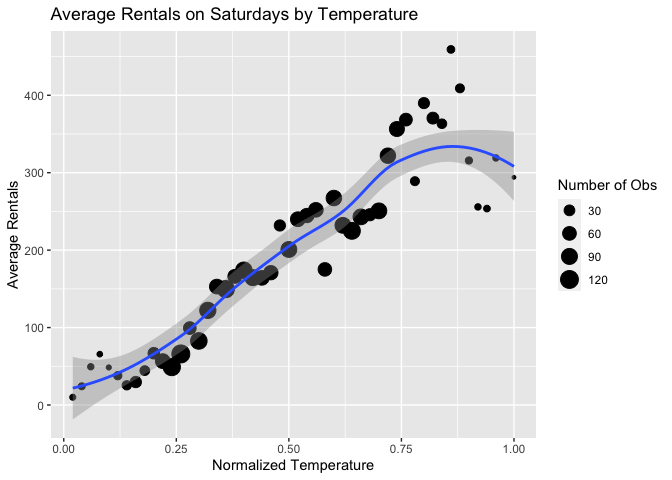 Average Rentals on Saturdays by Temperature
400
300
200
100
0
Average Rentals
0.00 0.25 0.50 0.75 1.00
Normalized Temperature
Number of Obs
30
60
90
120